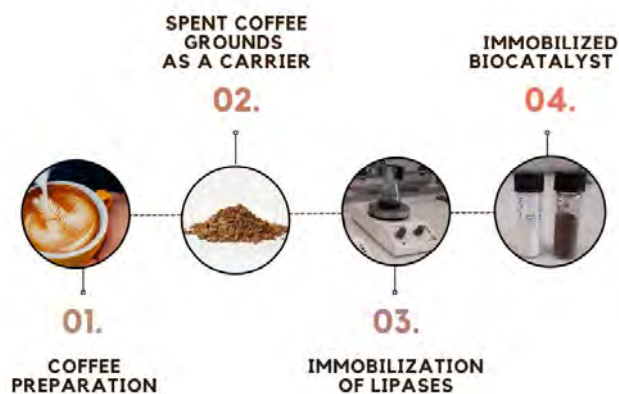 01.
COFFEE
PREPARATION
SPENT COFFEE
GROUNDS
AS A CARRIER
02.
03.
IMMOBILIZATION
OF LIPASES
IMMOBILIZED
BIOCATALYST
04.